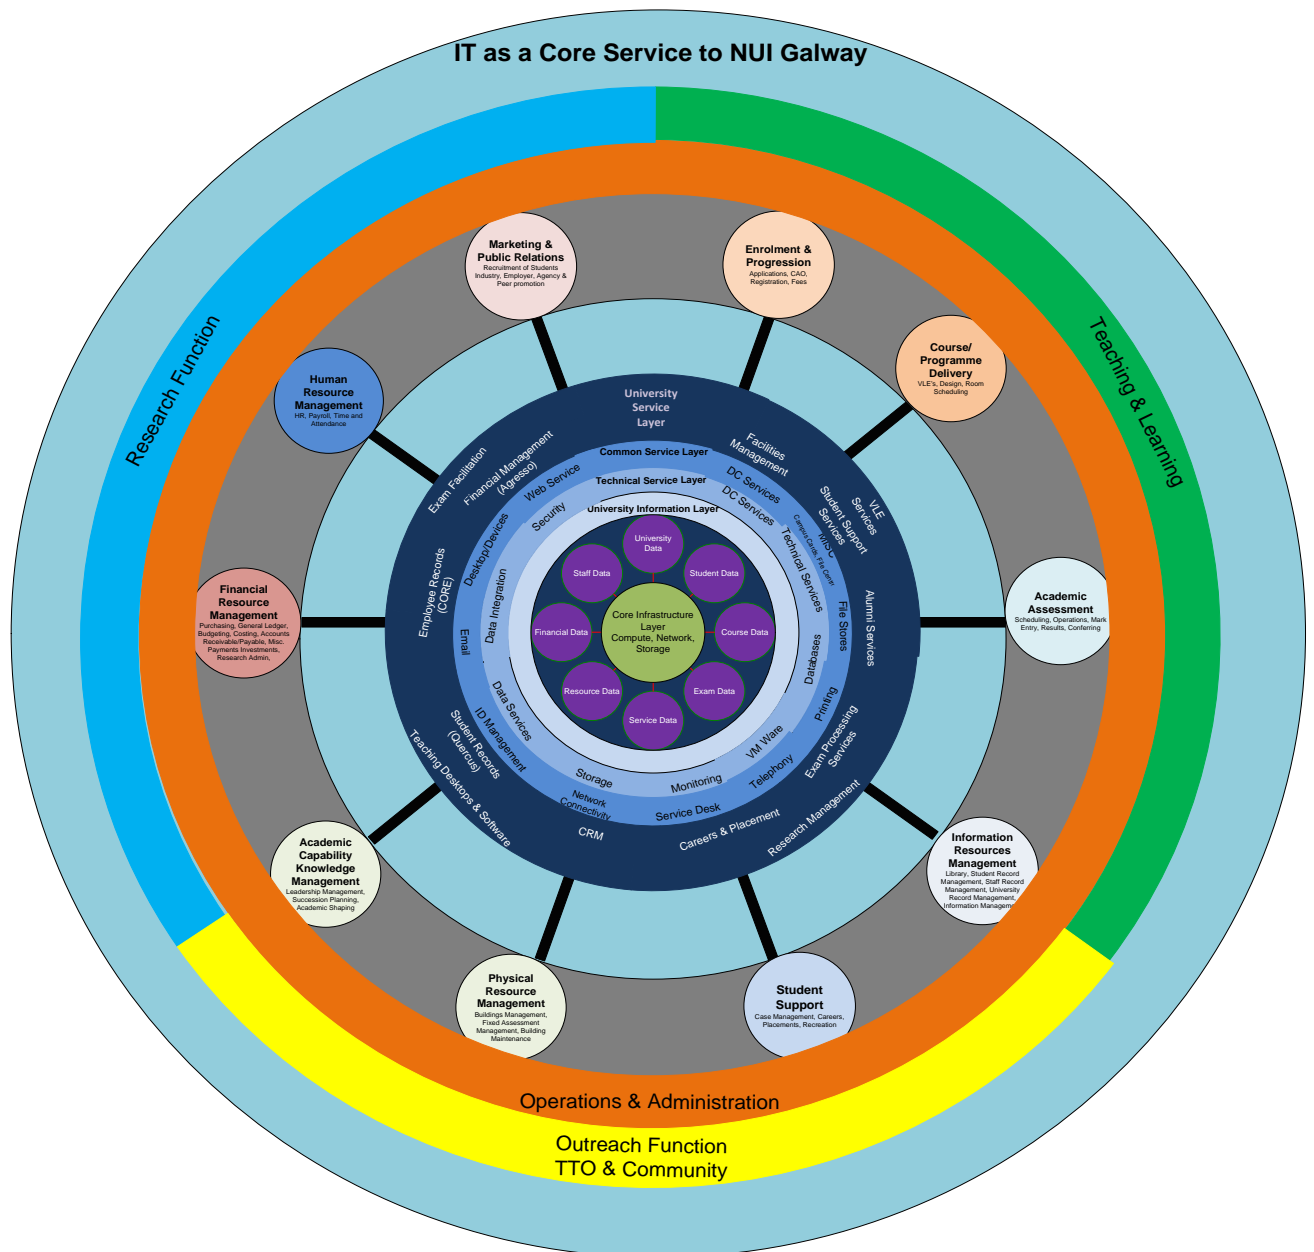 IT as a Core Service to NUI Galway
Research Function
Teaching & Learning
Marketing &
Public Relations
Recruitment of Students
Industry, Employer, Agency &
Peer promotion
Enrolment &
Progression
Applications, CAO,
Registration, Fees
Human
Resource
Management
HR, Payroll, Time and
Attendance
Course/
Programme
Delivery
VLE's, Design, Room
Scheduling
Financial
Resource
Management
Purchasing, General Ledger,
Budgeting, Costing, Accounts
Receivable/Payable, Misc.
Payments Investments,
Research Admin,
Academic
Assessment
Scheduling, Operations, Mark
Entry, Results, Conferring
Academic
Capability
Knowledge
Management
Leadership Management,
Succession Planning,
Academic Shaping
Information
Resources
Management
Library, Student Record
Management, Staff Record
Management, University
Record Management,
Information Managem
Physical
Resource
Management
Buildings Management,
Fixed Assessment
Management, Building
Maintenance
Student
Support
Case Management, Careers,
Placements, Recreation
University
Service
Layer
Exam Facilitation
Financial Management
(Agresso)
Facilities
Management
VLE
Services
Student Support
Services
Employee Records
(CORE)
Alumni Services
Student Records
(Quercus)
Teaching Desktops & Software
CRM
Careers & Placement
Research Management
Exam Processing
Services
Common Service Layer
Web Service
DC Services
Desktop/Devices
MISC
Campus Cards, File Center
Email
File Stores
ID Management
Printing
Network
Connectivity
Service Desk
Telephony
Technical Service Layer
Security
DC Services
Technical Services
Data Integration
Databases
Data Services
VM Ware
Storage
Monitoring
University Information Layer
University
Data
Staff Data
Student Data
Financial Data
Course Data
Resource Data
Exam Data
Service Data
Core Infrastructure
Layer
Compute, Network,
Storage
Operations & Administration
Outreach Function
TTO & Community